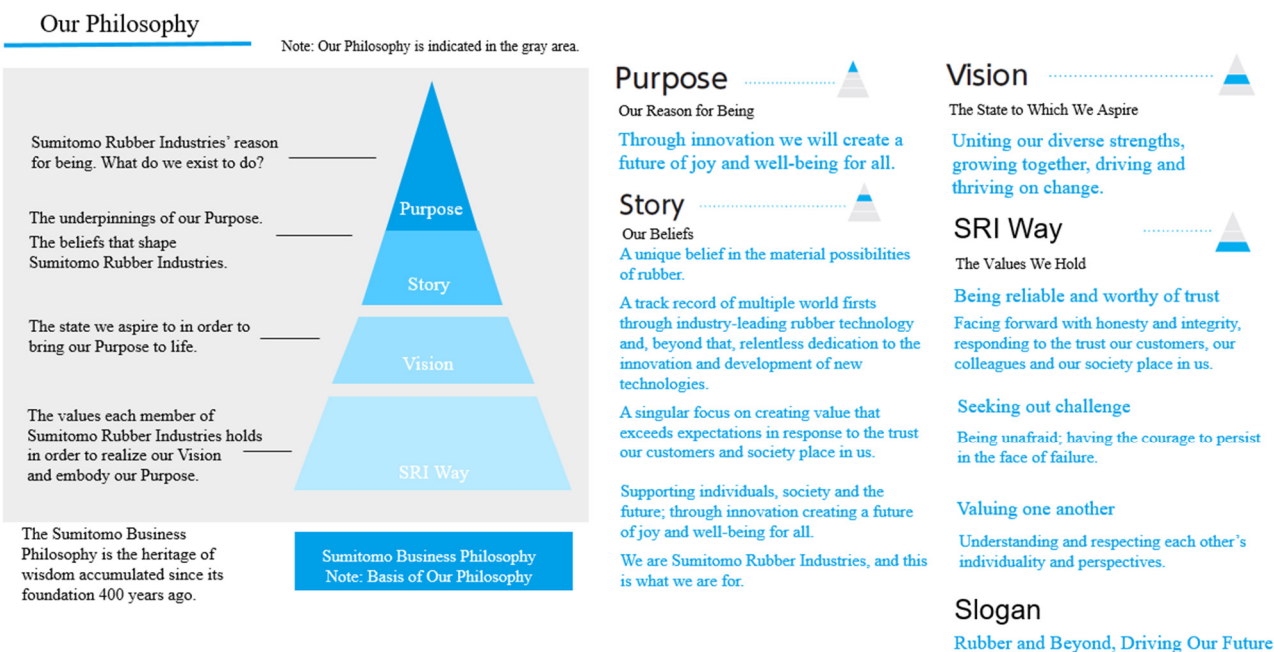 Our Philosophy
Note: Our Philosophy is indicated in the gray area.
Sumitomo Rubber Industries’ reason
for being. What do we exist to do?
The underpinnings of our Purpose.
The beliefs that shape
Sumitomo Rubber Industries.
The state we aspire to in order to
bring our Purpose to life.
The values each member of
Sumitomo Rubber Industries holds
in order to realize our Vision
and embody our Purpose.
Purpose
Story
Vision
SRI Way
The Sumitomo Business
Philosophy is the heritage of
wisdom accumulated since its
foundation 400 years ago.
Sumitomo Business Philosophy
Note: Basis of Our Philosophy
Purpose
Our Reason for Being
Through innovation we will create a
future of joy and well-being for all.
Story
Our Beliefs
A unique belief in the material possibilities
of rubber.
A track record of multiple world firsts
through industry-leading rubber technology
and, beyond that, relentless dedication to the
innovation and development of new
technologies.
A singular focus on creating value that
exceeds expectations in response to the trust
our customers and society place in us.
Supporting individuals, society and the
future; through innovation creating a future
of joy and well-being for all.
We are Sumitomo Rubber Industries, and this
is what we are for.
Vision
The State to Which We Aspire
Uniting our diverse strengths,
growing together, driving and
thriving on change.
SRI Way
The Values We Hold
Being reliable and worthy of trust
Facing forward with honesty and integrity,
responding to the trust our customers, our
colleagues and our society place in us.
Seeking out challenge
Being unafraid; having the courage to persist
in the face of failure.
Valuing one another
Understanding and respecting each other’s
individuality and perspectives.
Slogan
Rubber and Beyond, Driving Our Future